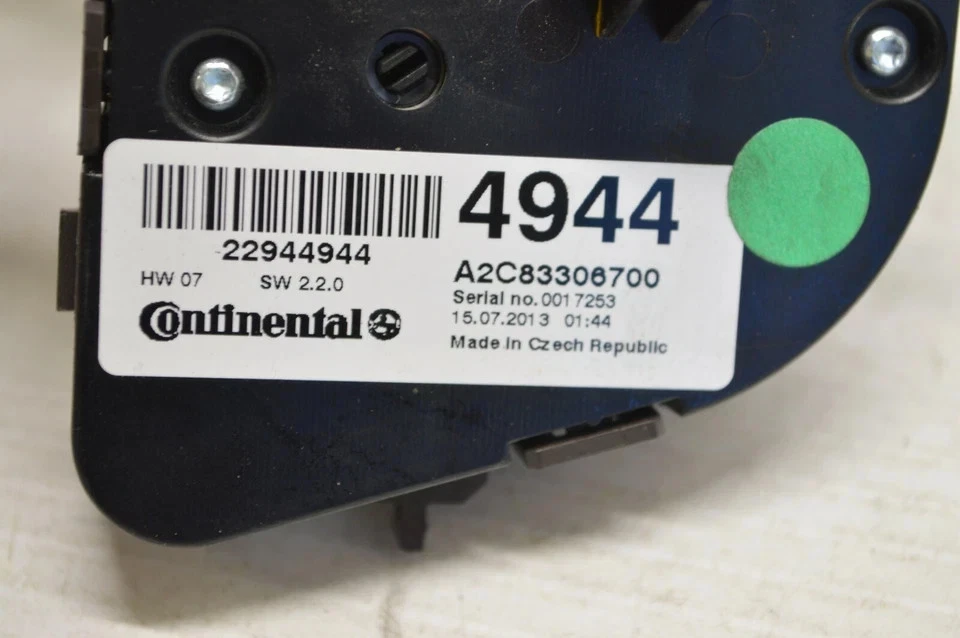 22944944
HW 07 SW 2.2.0
Continental
4944
A2C83306700
Serial no.0017253
15.07.2013 01:44
Made in Czech Republic